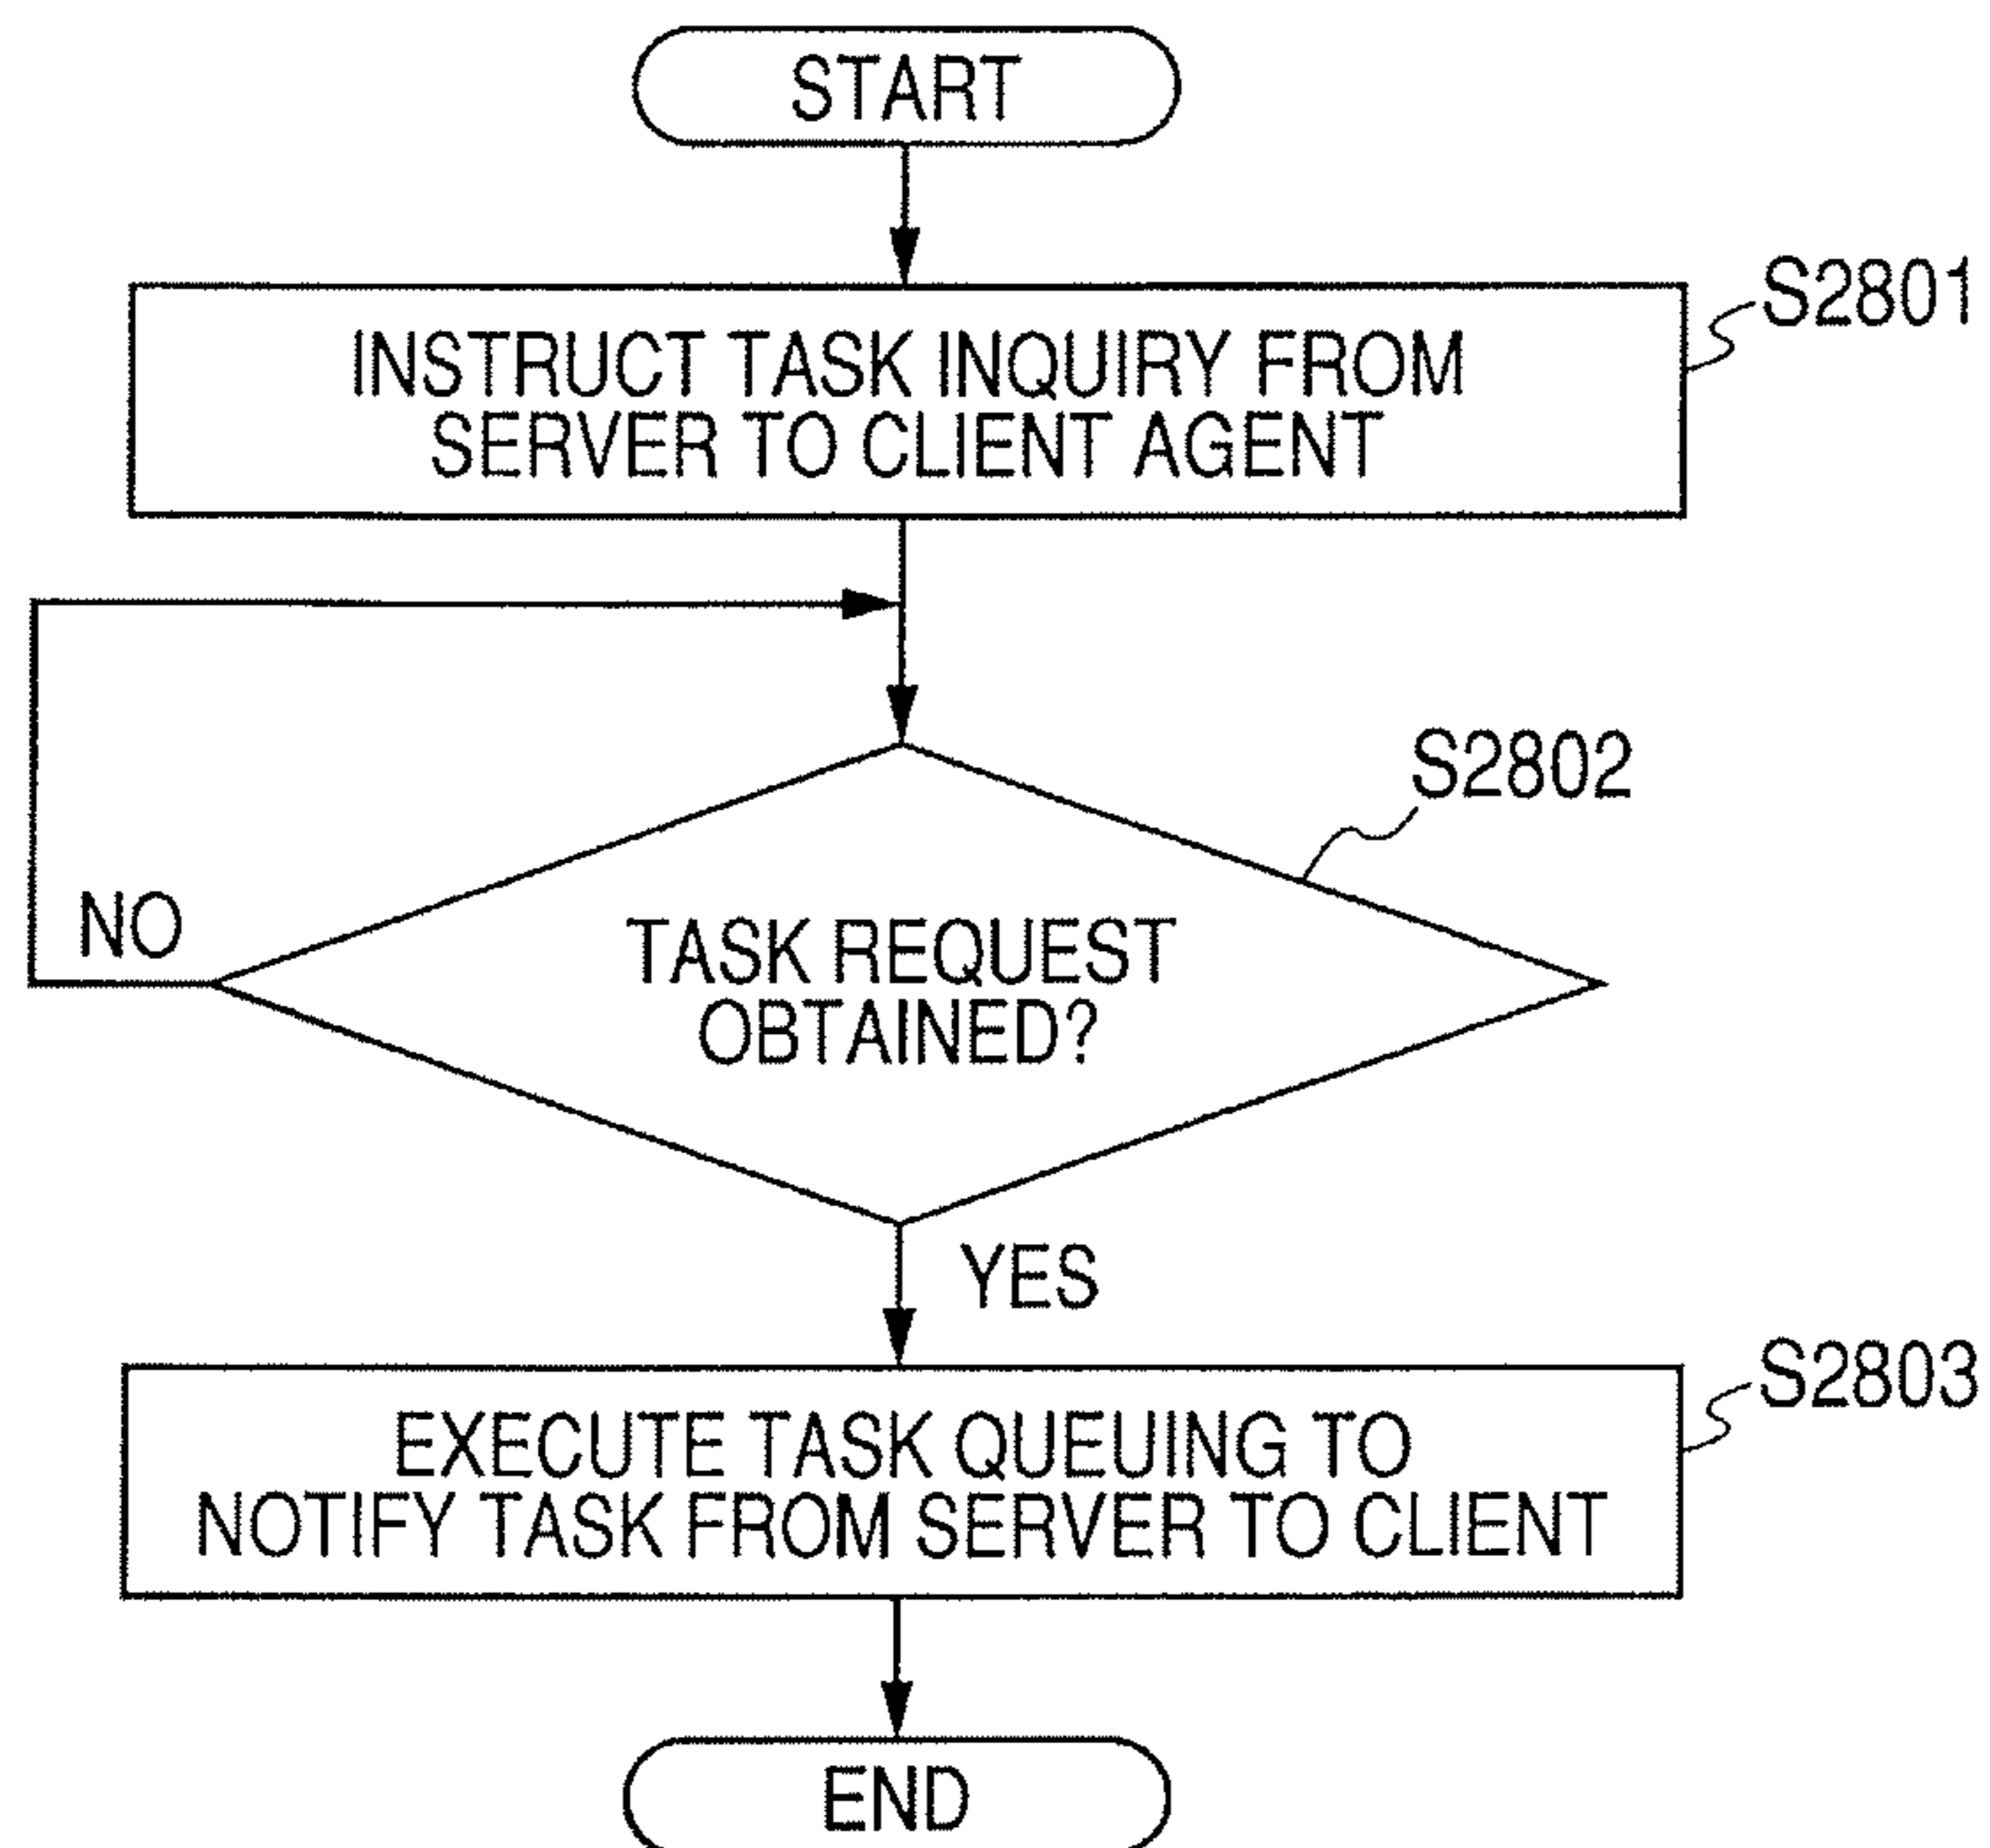 START
S2801
INSTRUCT TASK INQUIRY FROM
SERVER TO CLIENT AGENT
S2802
NO
TASK REQUEST
OBTAINED?
YES
S2803
EXECUTE TASK QUEUING TO
NOTIFY TASK FROM SERVER TO CLIENT
END